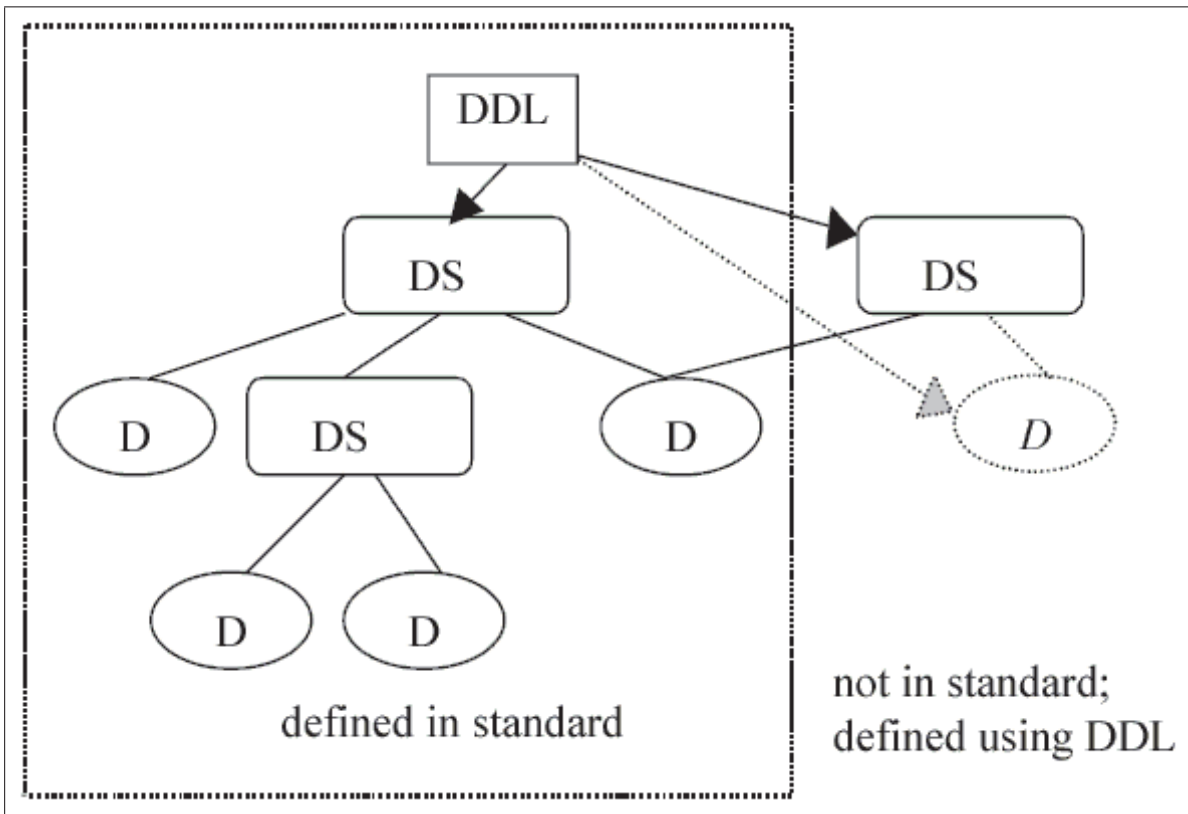 DDL
DS
DS
D
DS
D
D
D
D
defined in standard
not in standard;
defined using DDL